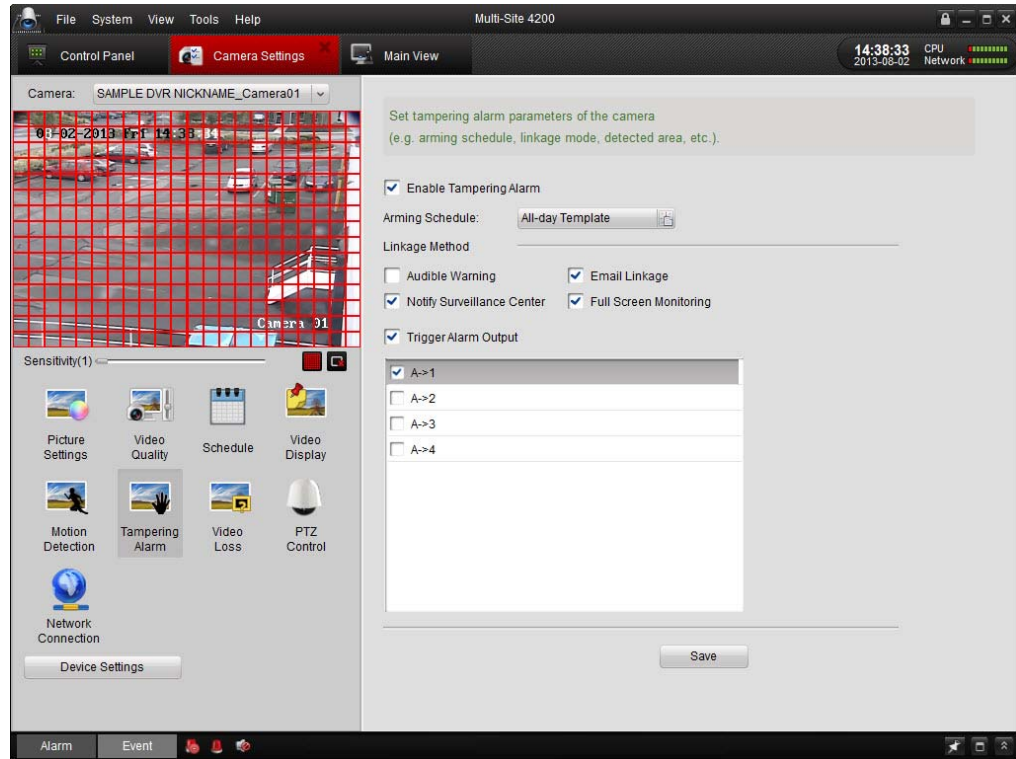 File System View Tools Help Multi-Site 4200
Control Panel Camera Settings Main View 14:38:33 CPU
2013-08-02 Network
Camera: SAMPLE DVR NICKNAME_Camera01
08-02-2013 Fri 14:33:34
Camera 01
Sensitivity(1)
Picture Settings
Video Quality
Schedule
Video Display
Motion Detection
Tampering Alarm
Video Loss
PTZ Control
Network Connection
Device Settings
Set tampering alarm parameters of the camera
(e.g. arming schedule, linkage mode, detected area, etc.).
Enable Tampering Alarm
Arming Schedule: All-day Template
Linkage Method
Audible Warning Email Linkage
Notify Surveillance Center Full Screen Monitoring
Trigger Alarm Output
A->1
A->2
A->3
A->4
Save
Alarm Event